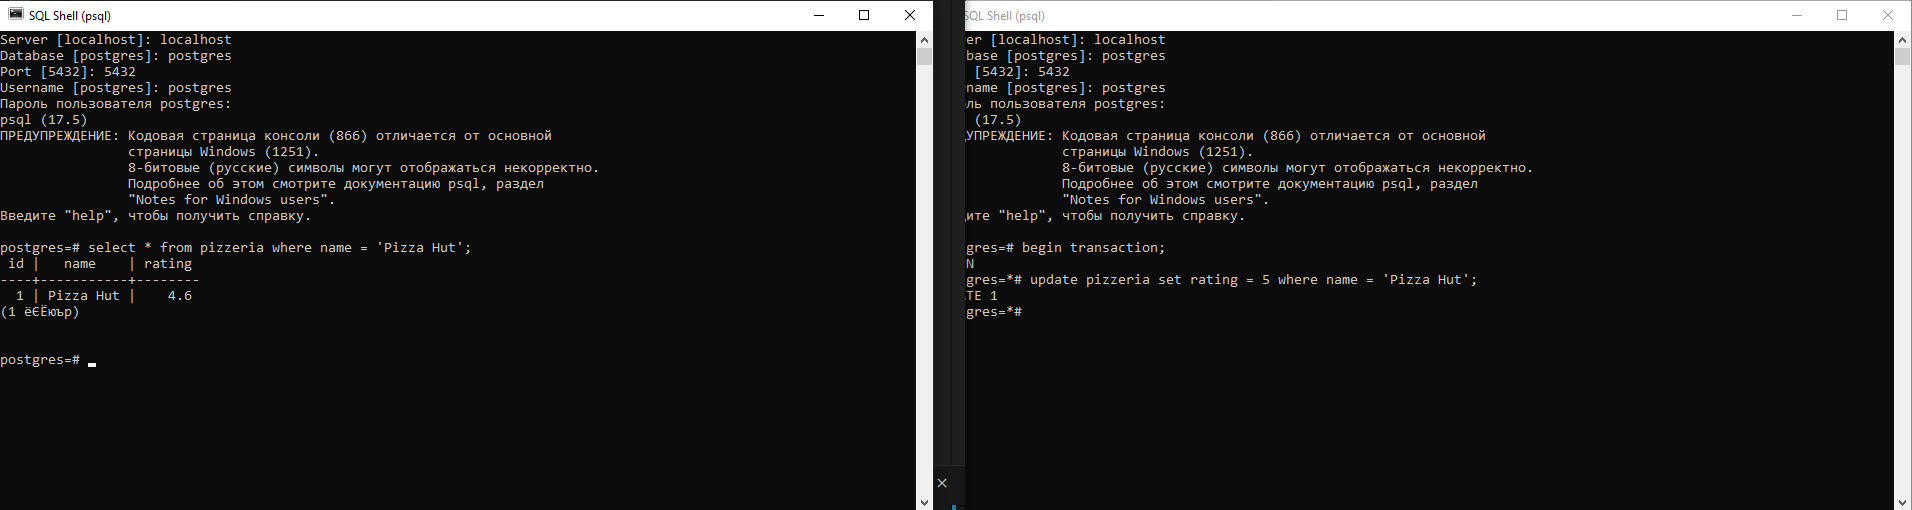 SQL Shell (psql)
Server [localhost]: localhost
Database [postgres]: postgres
Port [5432]: 5432
Username [postgres]: postgres
Пароль пользователя postgres:
psql (17.5)
ПРЕДУПРЕЖДЕНИЕ: Кодовая страница консоли (866) отличается от основной
страницы Windows (1251).
8-битовые (русские) символы могут отображаться некорректно.
Подробнее об этом смотрите документацию psql, раздел
"Notes for Windows users".
Введите "help", чтобы получить справку.
postgres=# select * from pizzeria where name = 'Pizza Hut';
id | name | rating
----+-----------+--------
1 | Pizza Hut | 4.6
(1 ёЄЁюър)
postgres=#
SQL Shell (psql)
er [localhost]: localhost
base [postgres]: postgres
[5432]: 5432
name [postgres]: postgres
ль пользователя postgres:
(17.5)
УПРЕЖДЕНИЕ: Кодовая страница консоли (866) отличается от основной
страницы Windows (1251).
8-битовые (русские) символы могут отображаться некорректно.
Подробнее об этом смотрите документацию psql, раздел
"Notes for Windows users".
ите "help", чтобы получить справку.
gres=# begin transaction;
N
gres=*# update pizzeria set rating = 5 where name = 'Pizza Hut';
TE 1
gres=*#